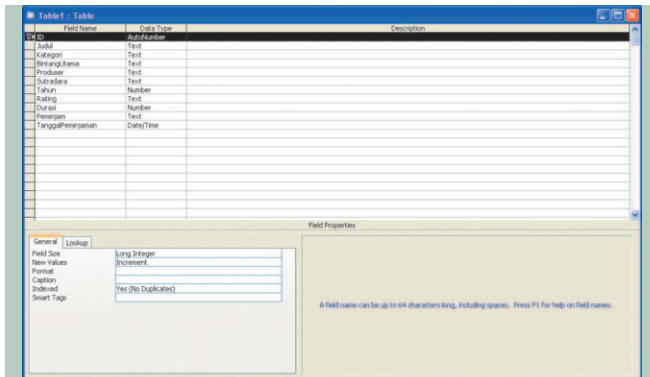 Table1 : Table
Field Name Data Type Description
ID AutoNumber
Judul Text
Kategori Text
BintangUtama Text
Produser Text
Sutradara Text
Tahun Number
Rating Text
Durasi Number
Peminjam Text
TanggalPeminjaman Date/Time
Field Properties
General Lookup
Field Size Long Integer
New Values Increment
Format
Caption
Indexed Yes (No Duplicates)
Smart Tags
A field name can be up to 64 characters long, including spaces. Press F1 for help on field names.